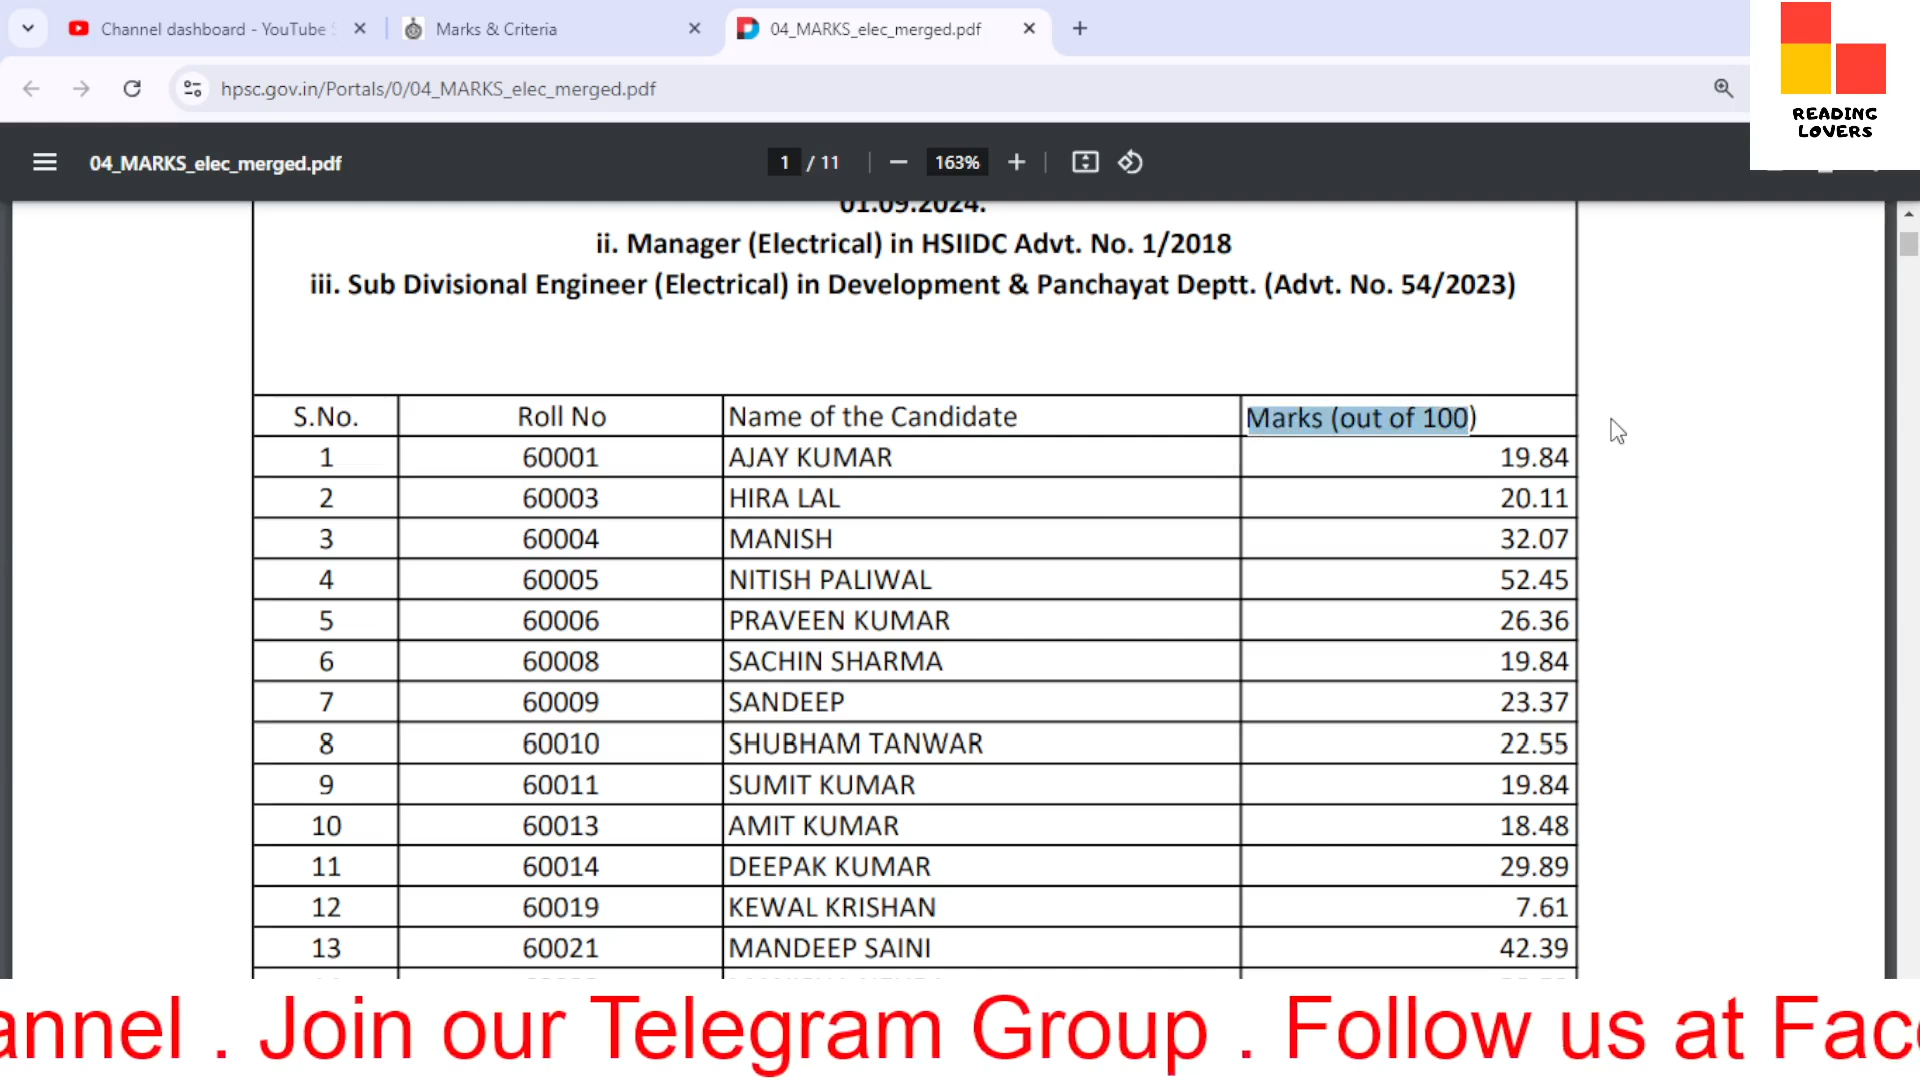 Channel dashboard - YouTube
Marks & Criteria
04_MARKS_elec_merged.pdf
hpsc.gov.in/Portals/0/04_MARKS_elec_merged.pdf
READING
LOVERS
04_MARKS_elec_merged.pdf
1 / 11
163%
01.09.2024.
ii. Manager (Electrical) in HSIIDC Advt. No. 1/2018
iii. Sub Divisional Engineer (Electrical) in Development & Panchayat Deptt. (Advt. No. 54/2023)
S.No. Roll No Name of the Candidate Marks (out of 100)
1 60001 AJAY KUMAR 19.84
2 60003 HIRA LAL 20.11
3 60004 MANISH 32.07
4 60005 NITISH PALIWAL 52.45
5 60006 PRAVEEN KUMAR 26.36
6 60008 SACHIN SHARMA 19.84
7 60009 SANDEEP 23.37
8 60010 SHUBHAM TANWAR 22.55
9 60011 SUMIT KUMAR 19.84
10 60013 AMIT KUMAR 18.48
11 60014 DEEPAK KUMAR 29.89
12 60019 KEWAL KRISHAN 7.61
13 60021 MANDEEP SAINI 42.39
annel . Join our Telegram Group . Follow us at Fac